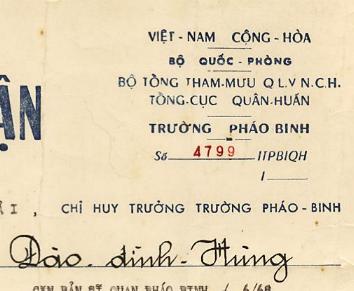 VIỆT - NAM CỘNG - HÒA
BỘ QUỐC - PHÒNG
BỘ TỔNG THAM-MƯU Q L.V N.C.H.
TỔNG-CỤC QUÂN-HUẤN
TRƯỜNG PHÁO BINH
ẬN
Số 4799 /TPBIQH
/
I, CHỈ HUY TRƯỞNG TRƯỜNG PHÁO - BINH
Đào - đình - Hùng